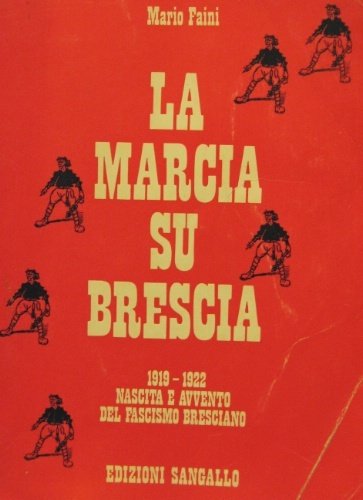 Mario Faini
LA
MARCIA
SU
BRESCIA
1919 - 1922
NASCITA E AVVENTO
DEL FASCISMO BRESCIANO
EDIZIONI SANGALLO